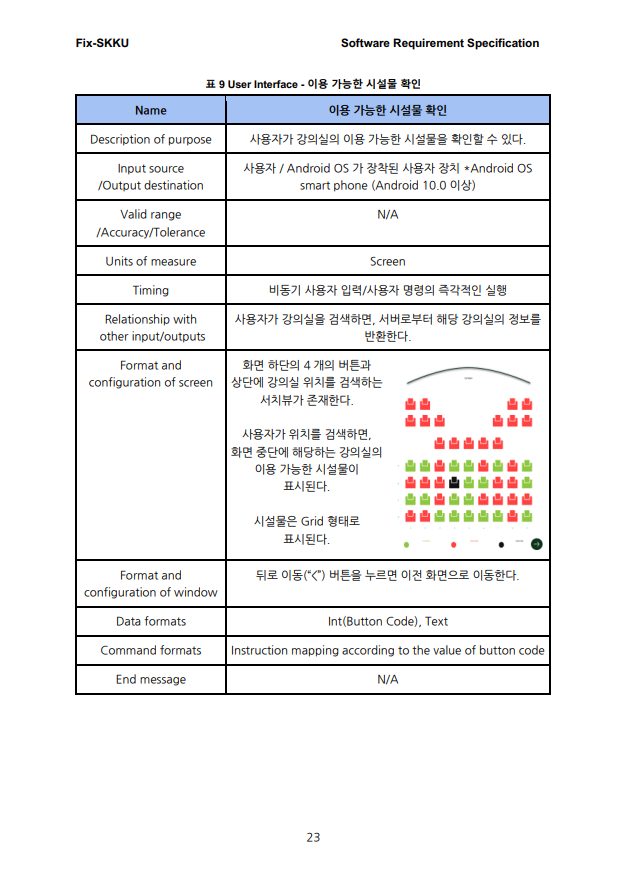 Fix-SKKU Software Requirement Specification
표 9 User Interface - 이용 가능한 시설물 확인
Name 이용 가능한 시설물 확인
Description of purpose 사용자가 강의실의 이용 가능한 시설물을 확인할 수 있다.
Input source
/Output destination
사용자 / Android OS 가 장착된 사용자 장치 *Android OS
smart phone (Android 10.0 이상)
Valid range
/Accuracy/Tolerance
N/A
Units of measure Screen
Timing 비동기 사용자 입력/사용자 명령의 즉각적인 실행
Relationship with
other input/outputs
사용자가 강의실을 검색하면, 서버로부터 해당 강의실의 정보를
반환한다.
Format and
configuration of screen
화면 하단의 4 개의 버튼과
상단에 강의실 위치를 검색하는
서치뷰가 존재한다.
사용자가 위치를 검색하면,
화면 중단에 해당하는 강의실의
이용 가능한 시설물이
표시된다.
시설물은 Grid 형태로
표시된다.
Format and
configuration of window
뒤로 이동("<") 버튼을 누르면 이전 화면으로 이동한다.
Data formats Int(Button Code), Text
Command formats Instruction mapping according to the value of button code
End message N/A
23